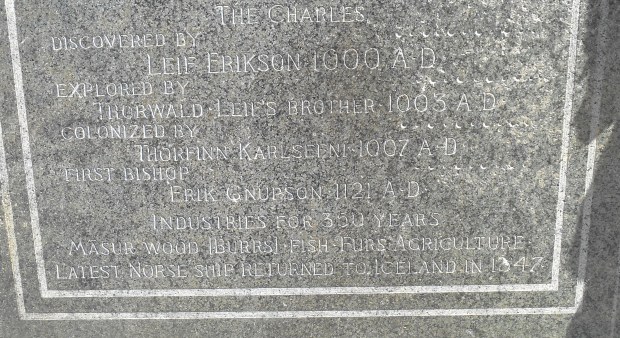 The Charles
discovered by
Leif Erikson 1000 A·D
explored by
Thorwald·Leif's brother·1003 A·D
colonized by
Thorfinn·Karlsefni·1007 A·D
first bishop
Erik·Gnupson·1121·A·D
Industries for 350 years
Masur·wood (burrs)·fish·furs·agriculture
Latest Norse ship returned to Iceland in 1347